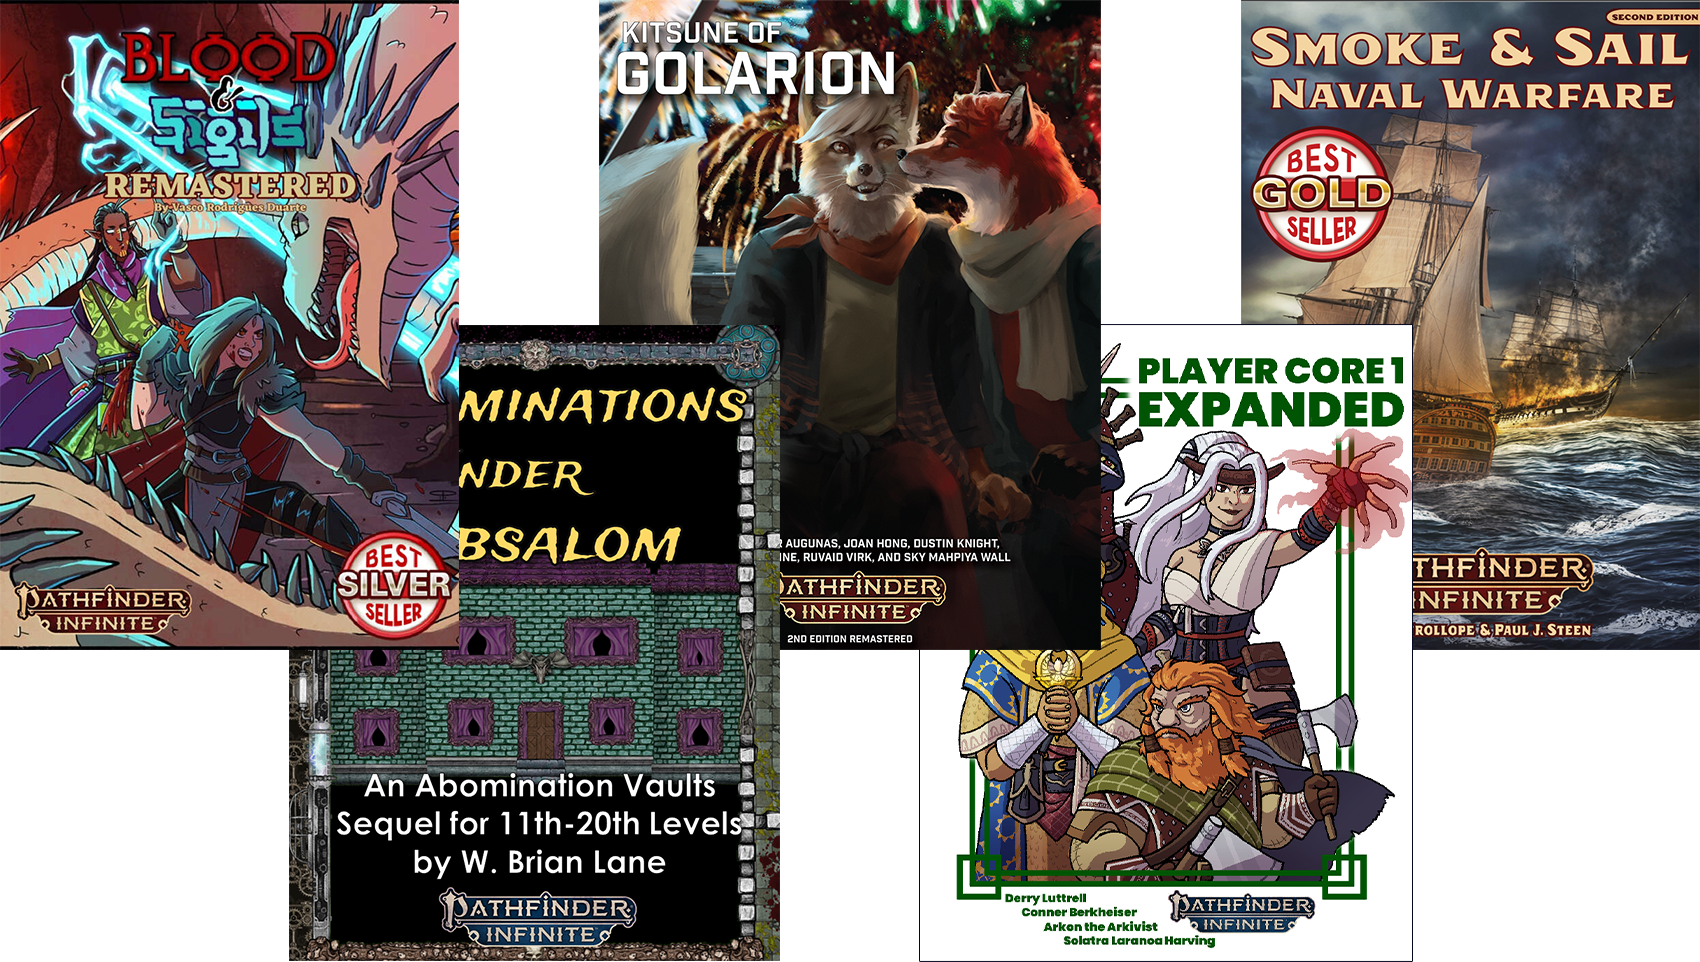 BLOOD
&
Sigils
REMASTERED
By Vasco Rodrigues Duarte
PATHFINDER
INFINITE
BEST
SILVER
SELLER
MINATIONS
NDER
BSALOM
An Abomination Vaults
Sequel for 11th-20th Levels
by W. Brian Lane
PATHFINDER
INFINITE
KITSUNE OF
GOLARION
R AUGUNAS, JOAN HONG, DUSTIN KNIGHT,
NE, RUVAID VIRK, AND SKY MAHPIYA WALL
PATHFINDER
INFINITE
2ND EDITION REMASTERED
PLAYER CORE 1
EXPANDED
Derry Luttrell
Conner Berkheiser
Arken the Arkivist
Solatra Laranoa Harving
PATHFINDER
INFINITE
SECOND EDITION
SMOKE & SAIL
NAVAL WARFARE
BEST
GOLD
SELLER
THFINDER
INFINITE
ROLLOPE & PAUL J. STEEN